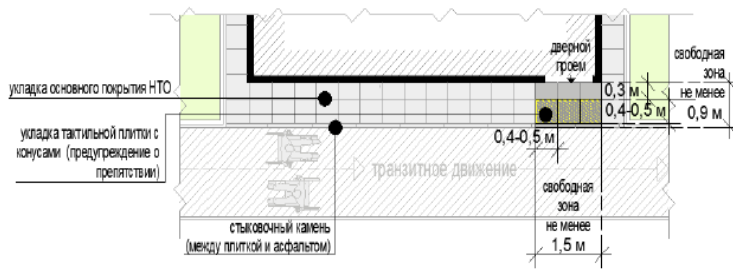 дверной
проем
свободная
зона
не менее
0,9 м
0,3 м
0,4-0,5 м
укладка основного покрытия НТО
укладка тактильной плитки с
конусами (предупреждение о
препятствии)
0,4-0,5 м
транзитное движение
свободная
зона
не менее
1,5 м
стыковочный камень
(между плиткой и асфальтом)